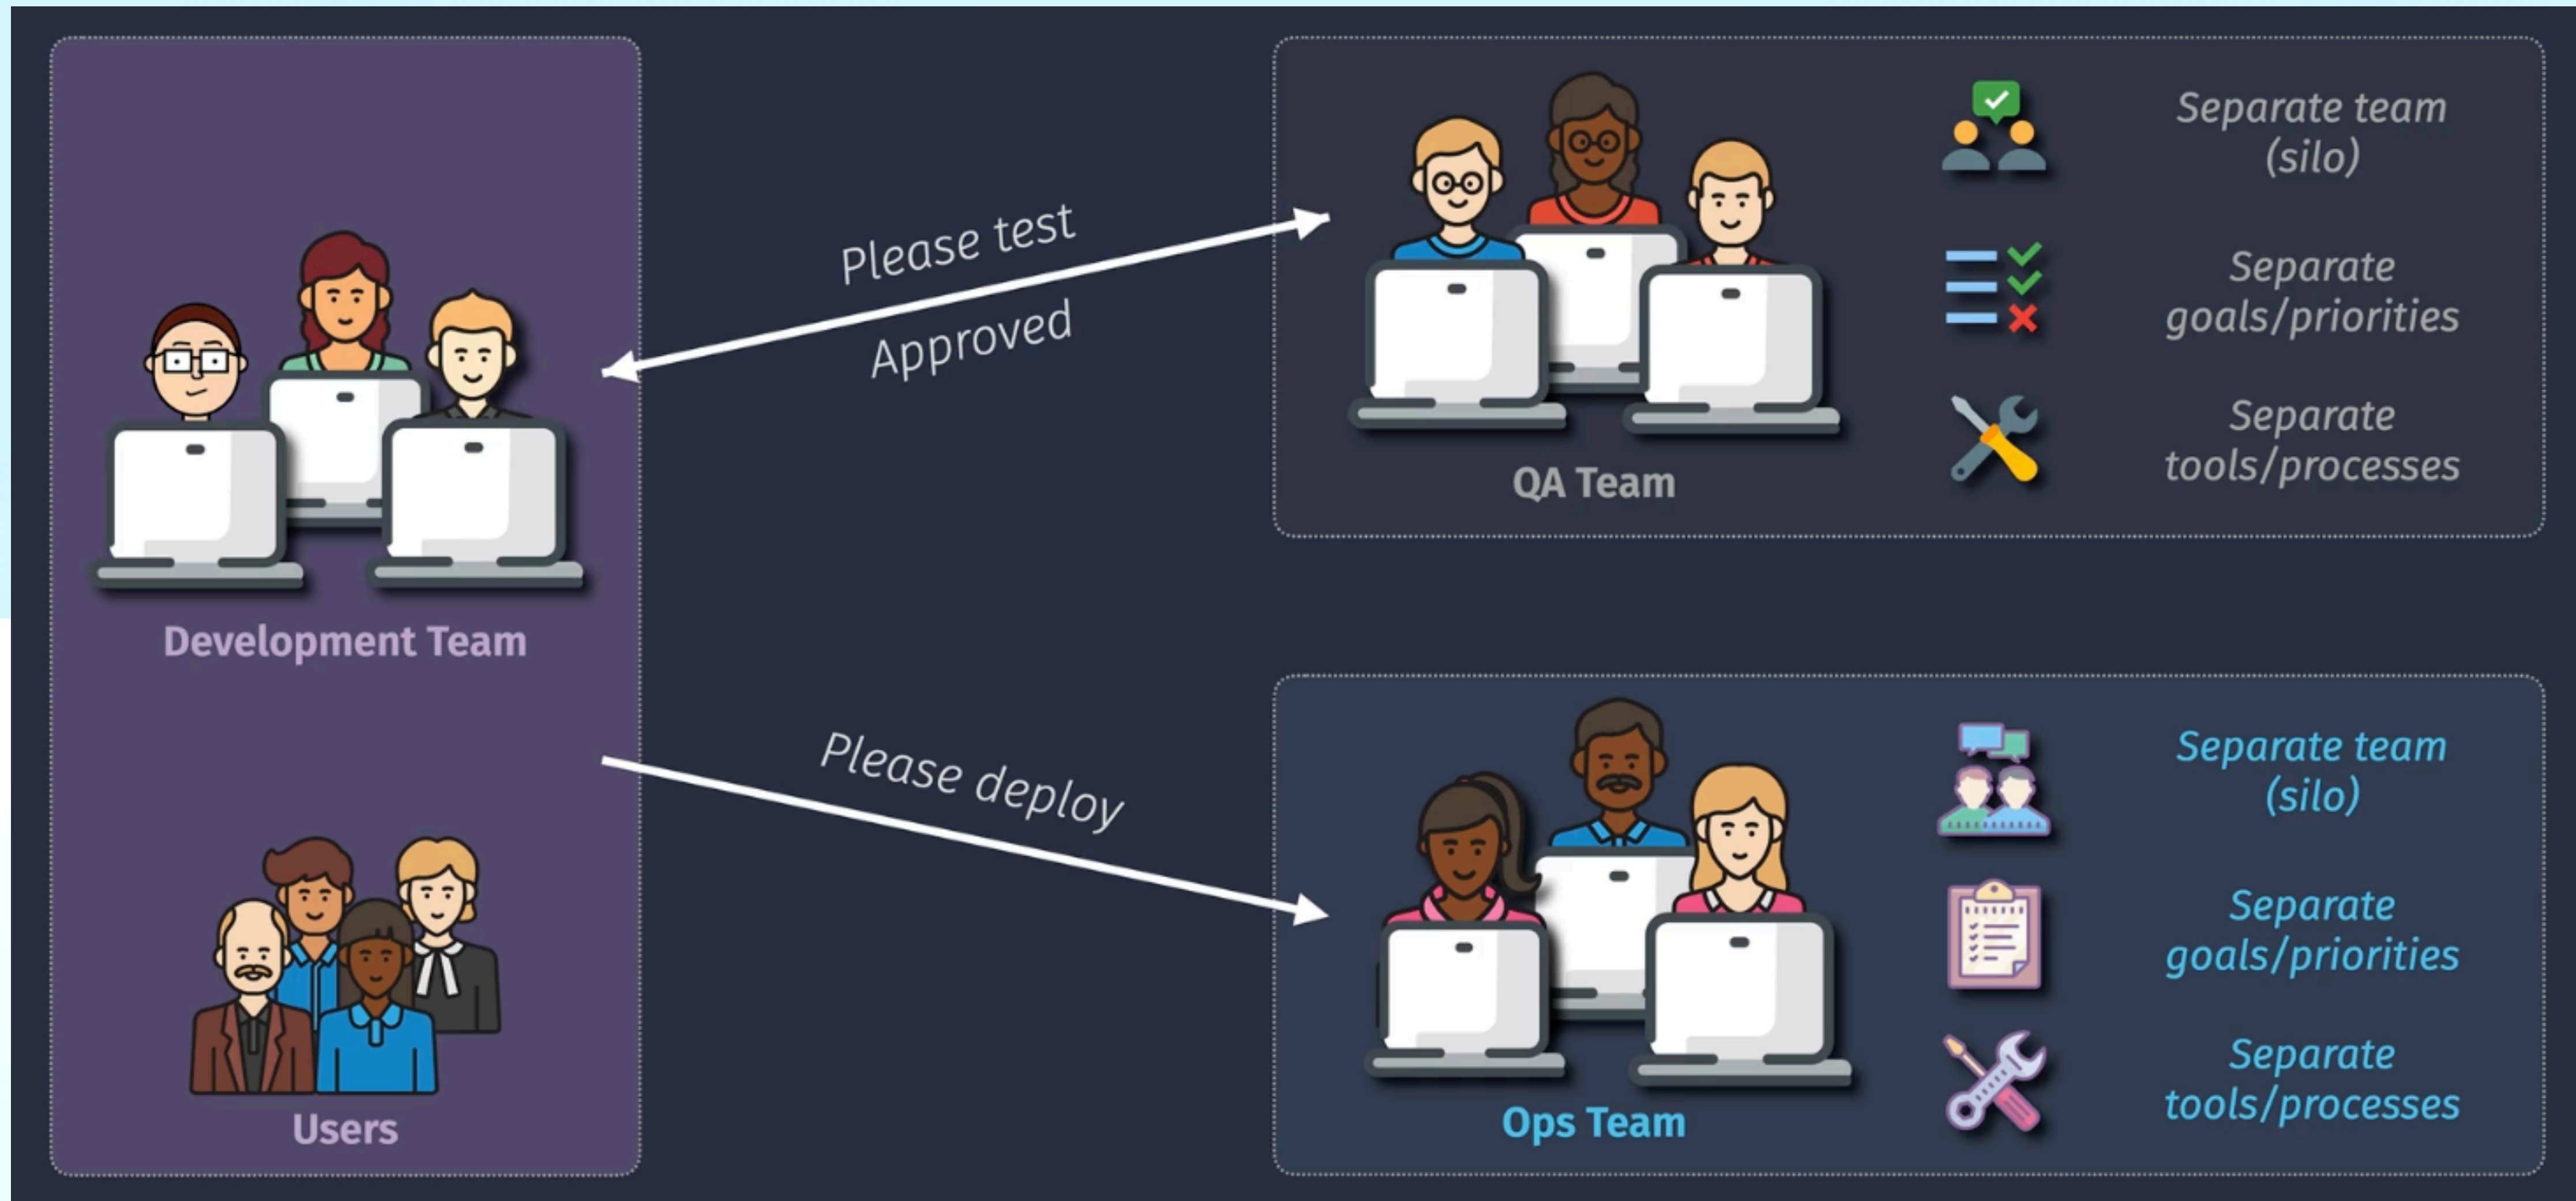 Development Team
Users
Please test
Approved
Please deploy
QA Team
Separate team
(silo)
Separate
goals/priorities
Separate
tools/processes
Ops Team
Separate team
(silo)
Separate
goals/priorities
Separate
tools/processes